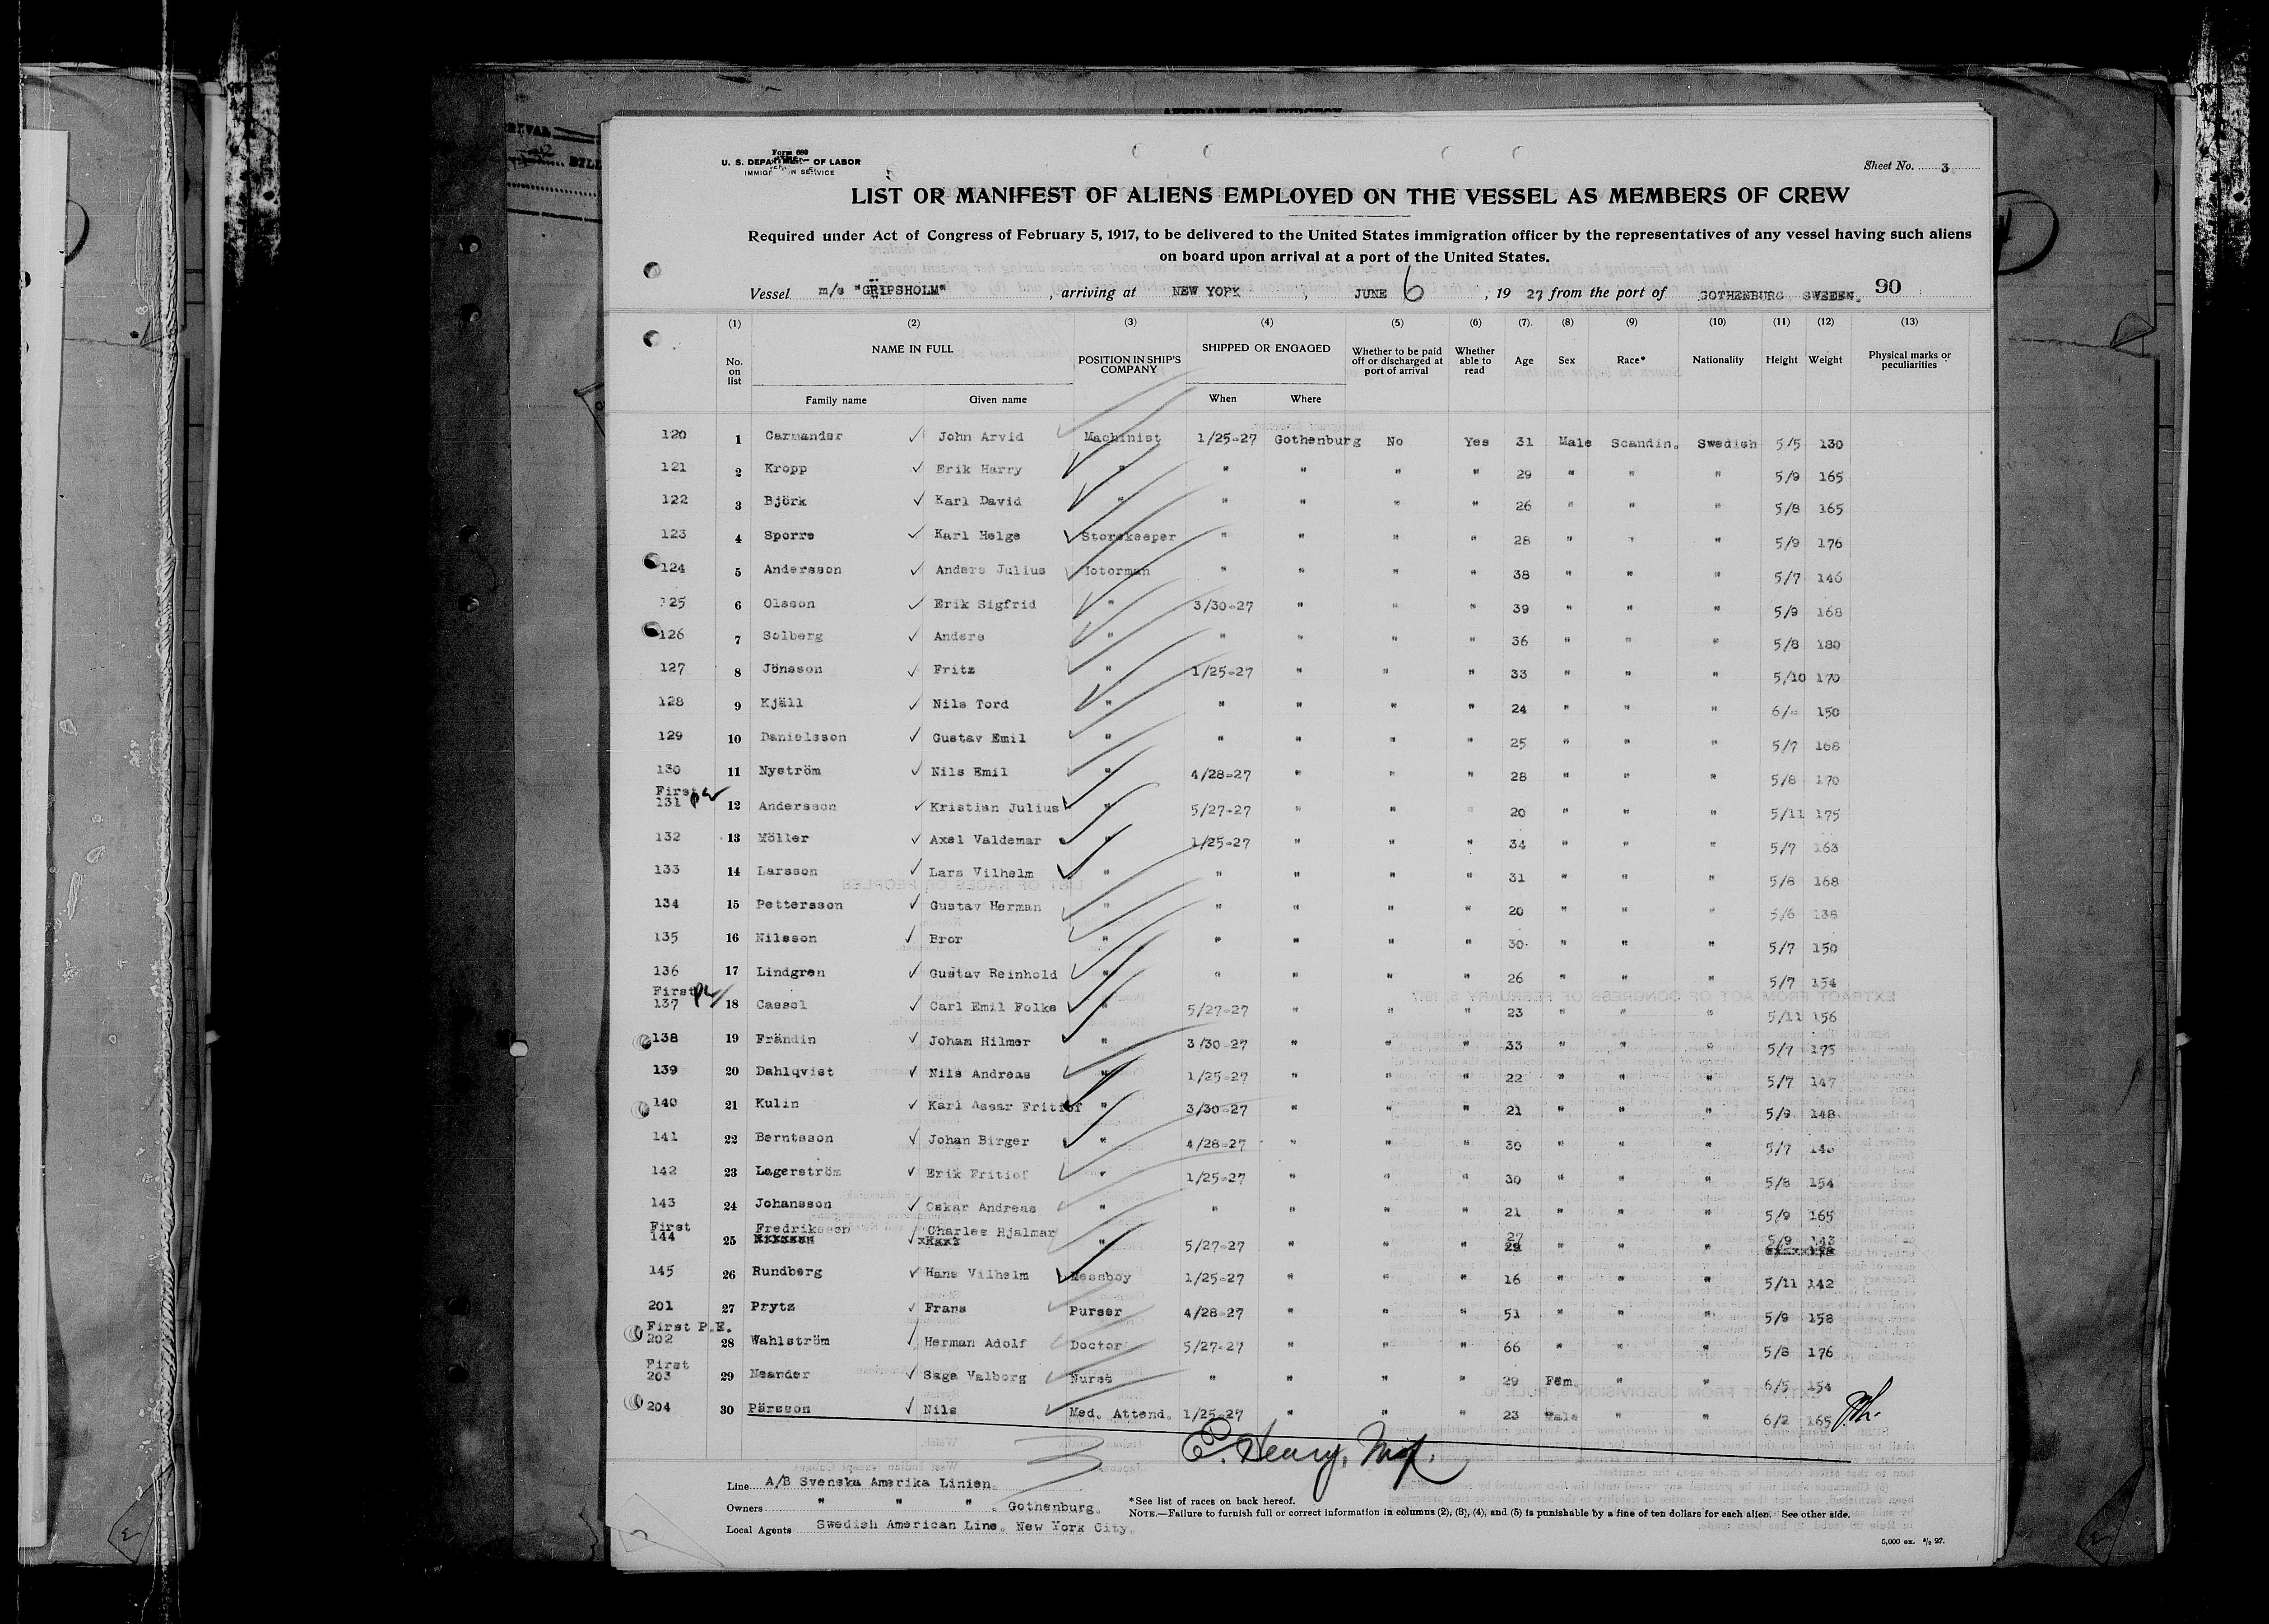 Form 680
U. S. DEPARTMENT OF LABOR
IMMIGRATION SERVICE
Sheet No. 3
LIST OR MANIFEST OF ALIENS EMPLOYED ON THE VESSEL AS MEMBERS OF CREW
Required under Act of Congress of February 5, 1917, to be delivered to the United States immigration officer by the representatives of any vessel having such aliens
on board upon arrival at a port of the United States.
Vessel m/s "GRIPSHOLM", arriving at NEW YORK, JUNE 6, 1927 from the port of GOTHENBURG SWEDEN. 90
(1) (2) (3) (4) (5) (6) (7). (8) (9) (10) (11) (12) (13)
No. on list NAME IN FULL POSITION IN SHIP'S COMPANY SHIPPED OR ENGAGED Whether to be paid off or discharged at port of arrival Whether able to read Age Sex Race* Nationality Height Weight Physical marks or peculiarities
Family name Given name When Where
120 1 Carmander ✓ John Arvid Machinist 1/25-27 Gothenburg No Yes 31 Male Scandin. Swedish 5/5 130
121 2 Kropp ✓ Erik Harry " " " " " 29 " " " 5/9 165
122 3 Björk ✓ Karl David " " " " " 26 " " " 5/8 165
123 4 Sporre ✓ Karl Helge Storekeeper " " " " 28 " " " 5/9 176
124 5 Andersson ✓ Anders Julius Motorman " " " " 38 " " " 5/7 146
125 6 Olsson ✓ Erik Sigfrid " 3/30-27 " " " 39 " " " 5/9 168
126 7 Solberg ✓ Anders " " " " " 36 " " " 5/8 180
127 8 Jönsson ✓ Fritz " 1/25-27 " " " 33 " " " 5/10 170
128 9 Kjäll ✓ Nils Tord " " " " " 24 " " " 6/- 150
129 10 Danielsson ✓ Gustav Emil " " " " " 25 " " " 5/7 168
130 11 Nyström ✓ Nils Emil " 4/28-27 " " " 28 " " " 5/8 170
First
131 12 Andersson ✓ Kristian Julius " 5/27-27 " " " 20 " " " 5/11 175
132 13 Möller ✓ Axel Valdemar " 1/25-27 " " " 34 " " " 5/7 163
133 14 Larsson ✓ Lars Vilhelm " " " " " 31 " " " 5/8 168
134 15 Pettersson ✓ Gustav Herman " " " " " 20 " " " 5/6 138
135 16 Nilsson ✓ Bror " " " " " 30 " " " 5/7 150
136 17 Lindgren ✓ Gustav Reinhold " " " " " 26 " " " 5/7 154
First
137 18 Cassel ✓ Carl Emil Folke " 5/27-27 " " " 23 " " " 5/11 156
138 19 Frändin ✓ Johan Hilmer " 3/30-27 " " " 33 " " " 5/7 175
139 20 Dahlqvist ✓ Nils Andreas " 1/25-27 " " " 22 " " " 5/7 147
140 21 Kulin ✓ Karl Assar Fritiof " 3/30-27 " " " 21 " " " 5/9 148
141 22 Berntsson ✓ Johan Birger " 4/28-27 " " " 30 " " " 5/7
142 23 Lagerström ✓ Erik Fritiof " 1/25-27 " " " 30 " " " 5/8 154
143 24 Johansson ✓ Oskar Andreas " " " " " 21 " " " 5/9 165
First Fredriksson Charles Hjalmar 27 5/9 143
144 25 ✓ " 5/27-27 " " " 29 " " "
145 26 Rundberg ✓ Hans Vilhelm Messboy 1/25-27 " " " 16 " " " 5/11 142
201 27 Prytz ✓ Frans Purser 4/28-27 " " " 51 " " " 5/9 158
First P.E.
202 28 Wahlström ✓ Herman Adolf Doctor 5/27-27 " " " 66 " " " 5/8 176
First
203 29 Neander ✓ Saga Valborg Nurse " " " " 29 Fem. " " 6/5 154
204 30 Pärsson ✓ Nils Med. Attend. 1/25-27 " " " 23 Male " " 6/2 165
Line A/B Svenska Amerika Linien.
Owners " " " . Gothenburg.
Local Agents Swedish American Line. New York City.
*See list of races on back hereof.
NOTE.—Failure to furnish full or correct information in columns (2), (3), (4), and (5) is punishable by a fine of ten dollars for each alien. See other side.